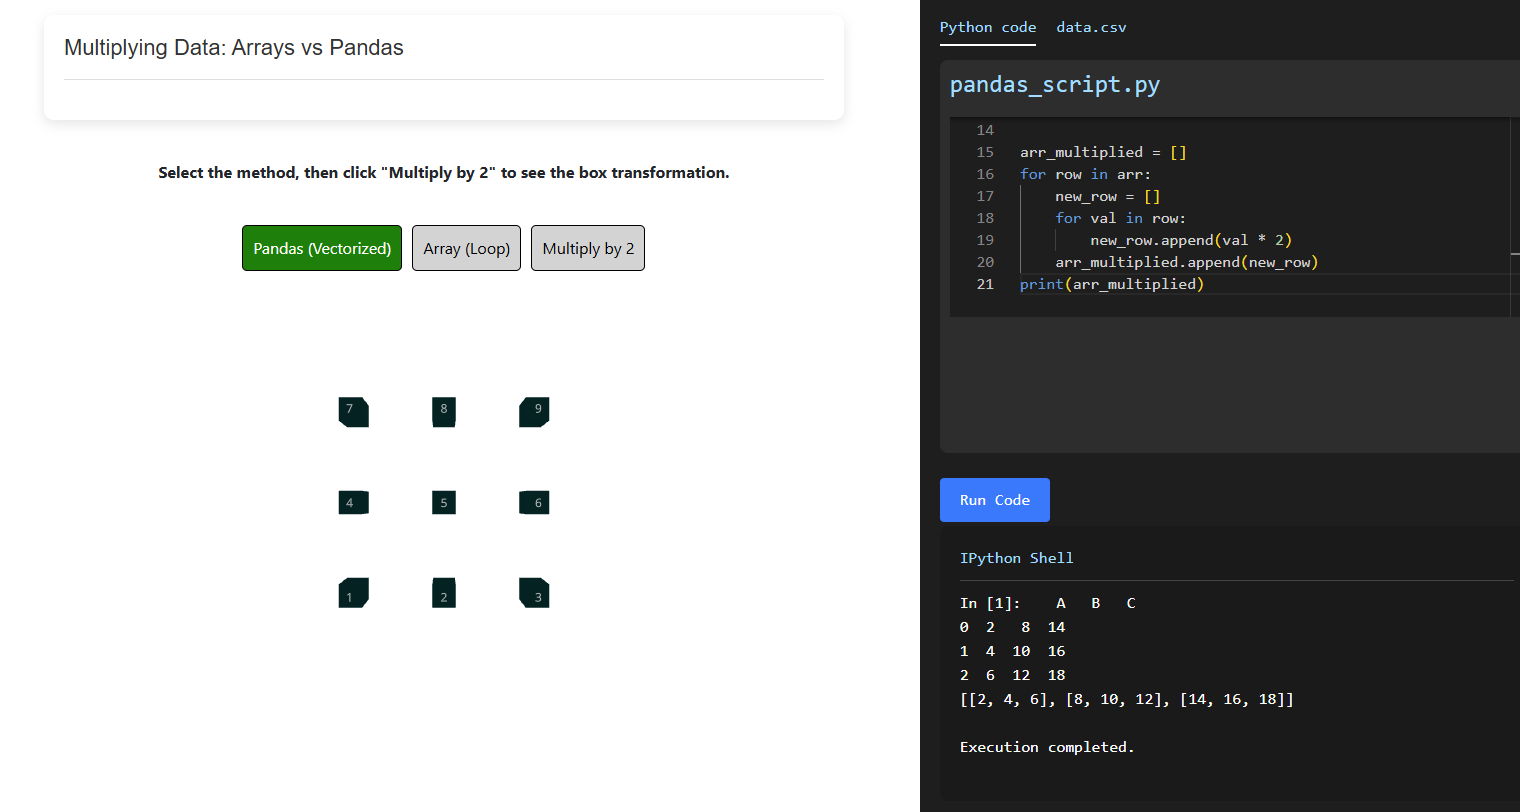 Multiplying Data: Arrays vs Pandas
Select the method, then click "Multiply by 2" to see the box transformation.
Pandas (Vectorized) Array (Loop) Multiply by 2
7 8 9
4 5 6
1 2 3
Python code data.csv
pandas_script.py
14
15 arr_multiplied = []
16 for row in arr:
17     new_row = []
18     for val in row:
19         new_row.append(val * 2)
20     arr_multiplied.append(new_row)
21 print(arr_multiplied)
Run Code
IPython Shell
In [1]:    A   B   C
0  2   8  14
1  4  10  16
2  6  12  18
[[2, 4, 6], [8, 10, 12], [14, 16, 18]]
Execution completed.